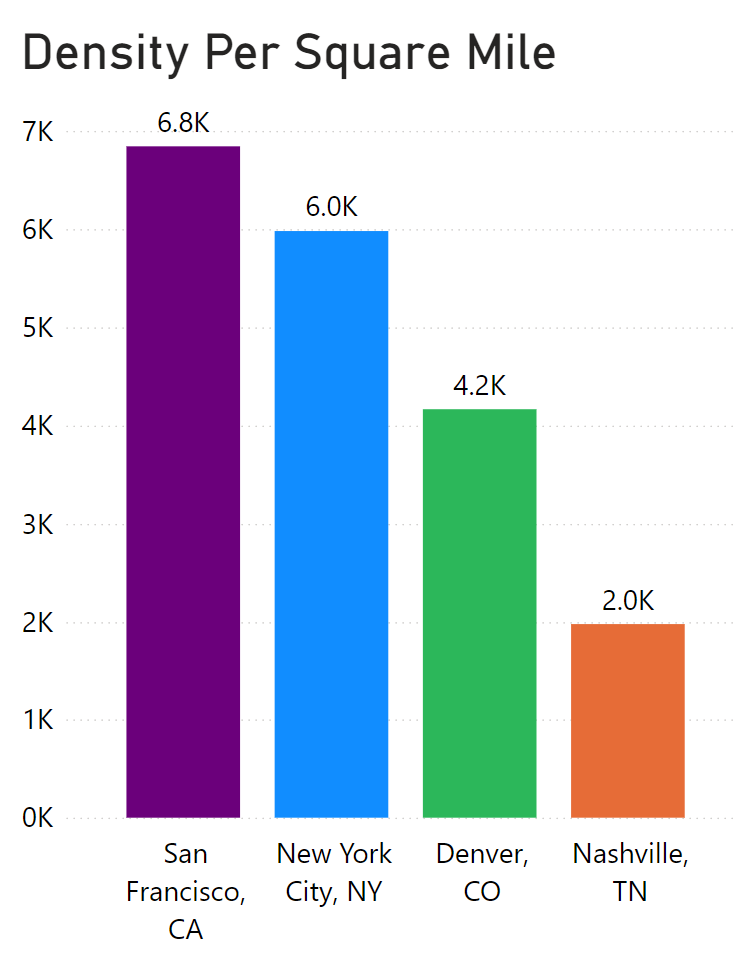 Density Per Square Mile
7K
6K
5K
4K
3K
2K
1K
0K
6.8K
6.0K
4.2K
2.0K
San
Francisco,
CA
New York
City, NY
Denver,
CO
Nashville,
TN